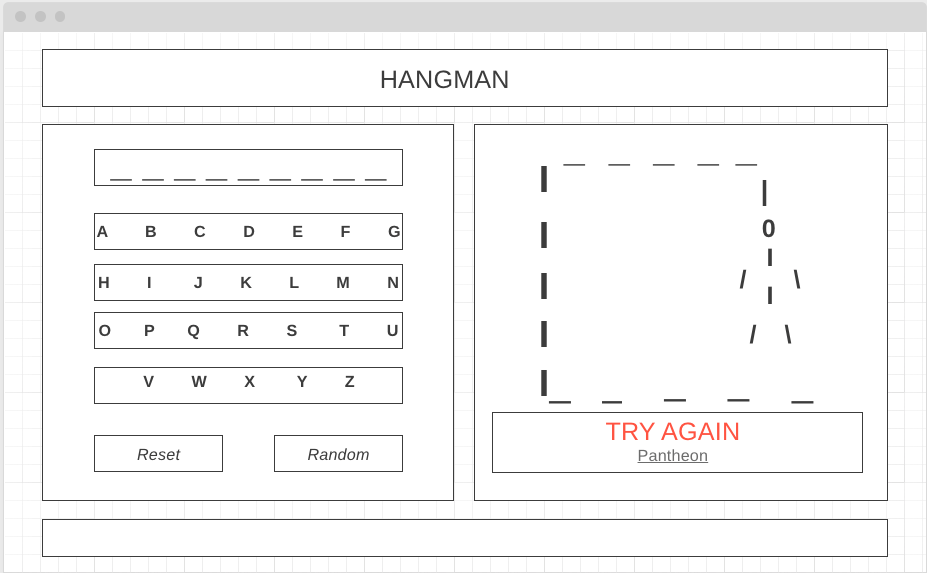 HANGMAN
_ _ _ _ _ _ _ _ _
A B C D E F G
H I J K L M N
O P Q R S T U
V W X Y Z
Reset Random
_ _ _ _ _
|
|
0
|
|
/ \
|
|
/ \
|
|
_ _ _ _ _
TRY AGAIN
Pantheon